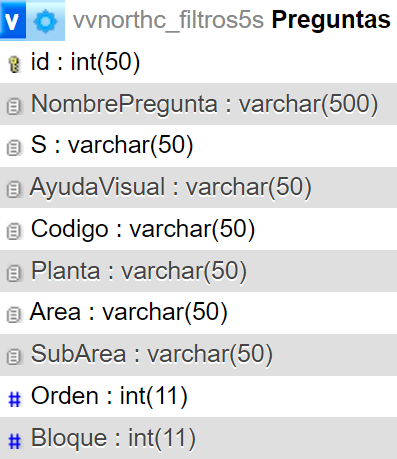 v vvnorthc_filtros5s Preguntas
id : int(50)
NombrePregunta : varchar(500)
S : varchar(50)
AyudaVisual : varchar(50)
Codigo : varchar(50)
Planta : varchar(50)
Area : varchar(50)
SubArea : varchar(50)
# Orden : int(11)
# Bloque : int(11)